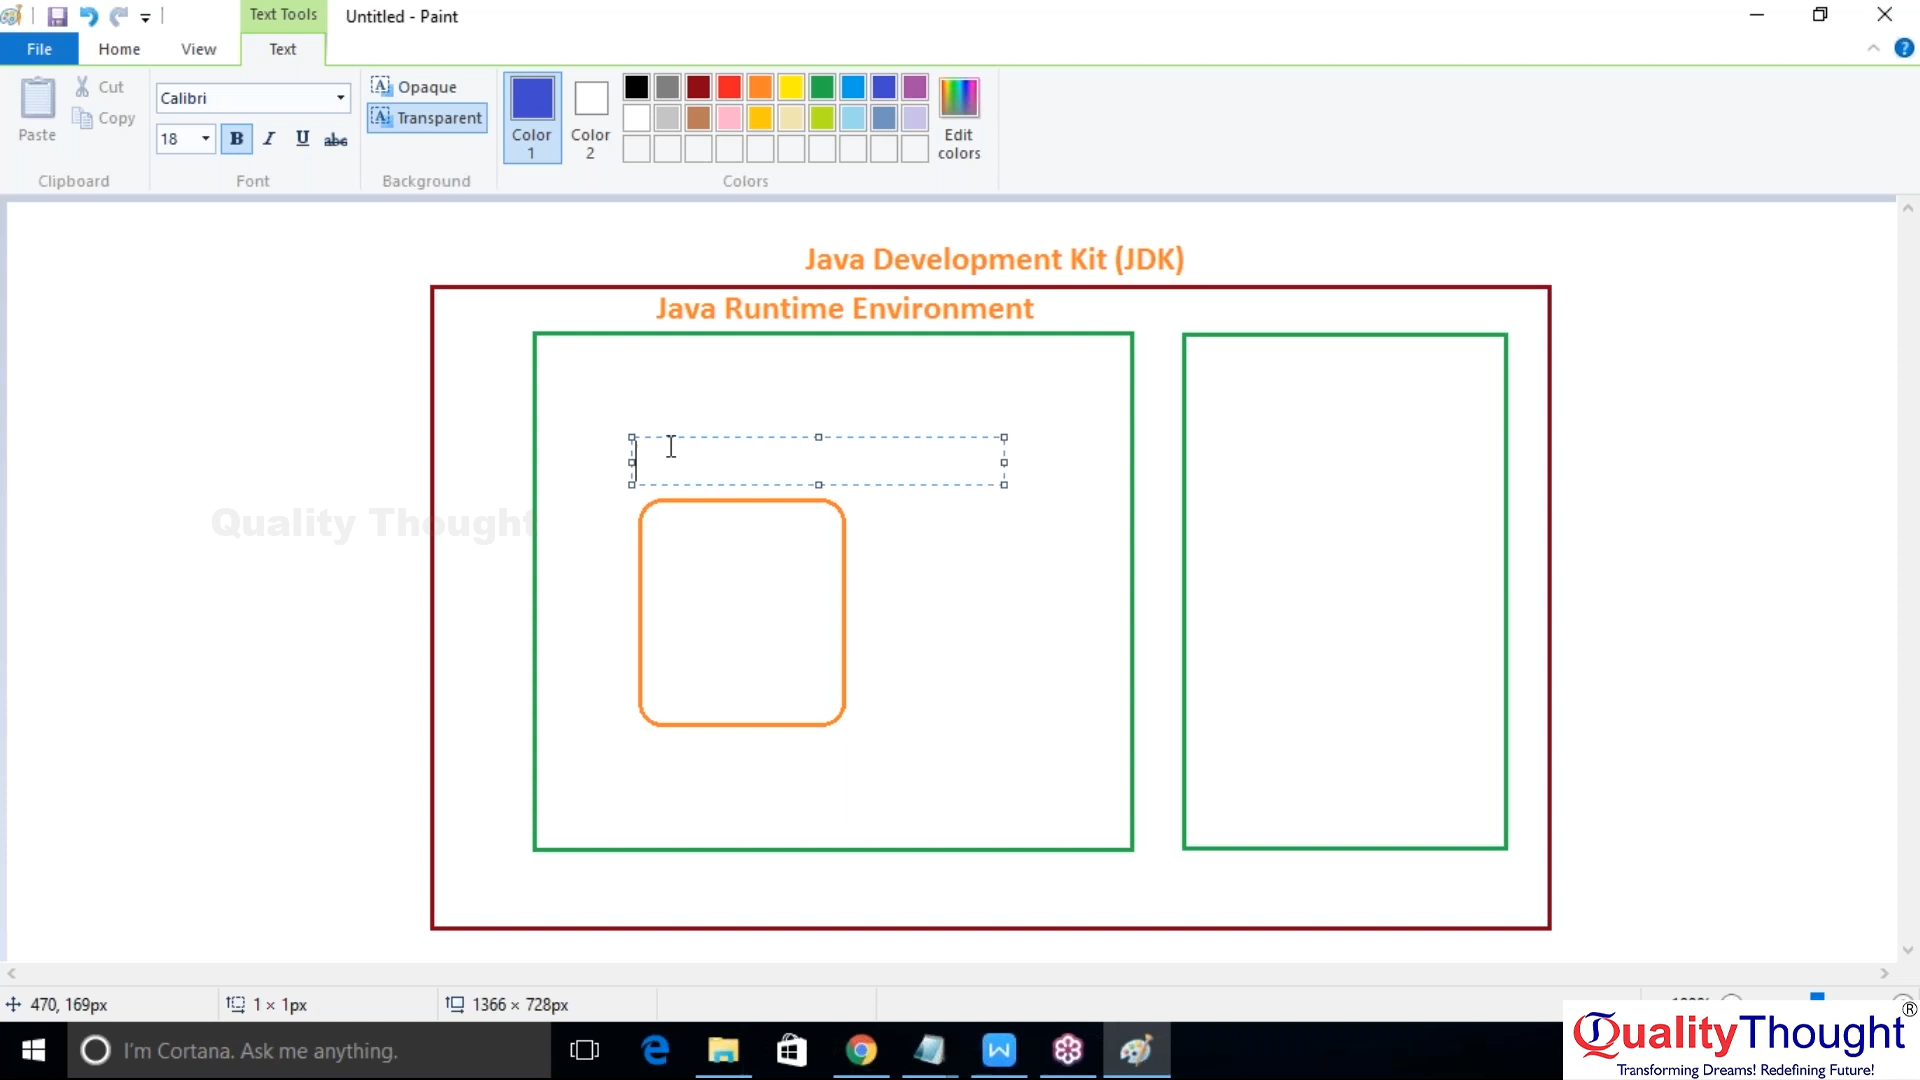 Text Tools
Untitled - Paint
File
Home
View
Text
Paste
Cut
Copy
Clipboard
Calibri
18
B
I
U
abc
Font
Opaque
Transparent
Background
Color 1
Color 2
Edit colors
Colors
Java Development Kit (JDK)
Java Runtime Environment
Quality Thought
470, 169px
1 × 1px
1366 × 728px
I'm Cortana. Ask me anything.
QualityThought®
Transforming Dreams! Redefining Future!